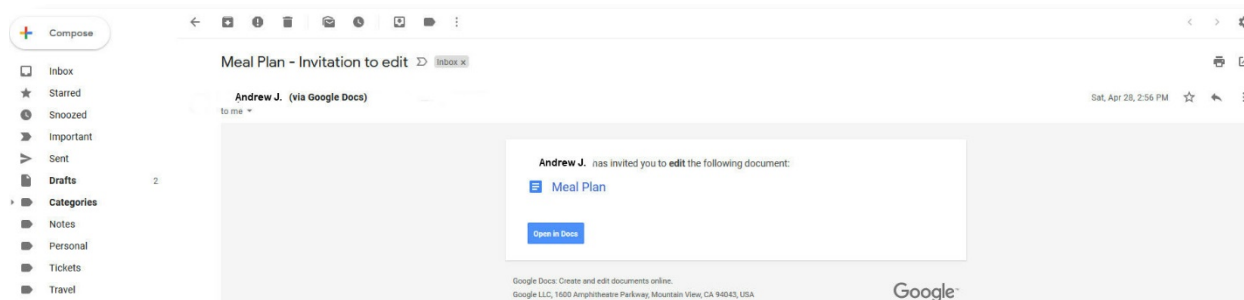 Compose
Inbox
Starred
Snoozed
Important
Sent
Drafts 2
Categories
Notes
Personal
Tickets
Travel
Meal Plan - Invitation to edit Inbox x
Andrew J. (via Google Docs) Sat, Apr 28, 2:56 PM
to me
Andrew J. has invited you to edit the following document:
Meal Plan
Open in Docs
Google Docs: Create and edit documents online.
Google LLC, 1600 Amphitheatre Parkway, Mountain View, CA 94043, USA
Google